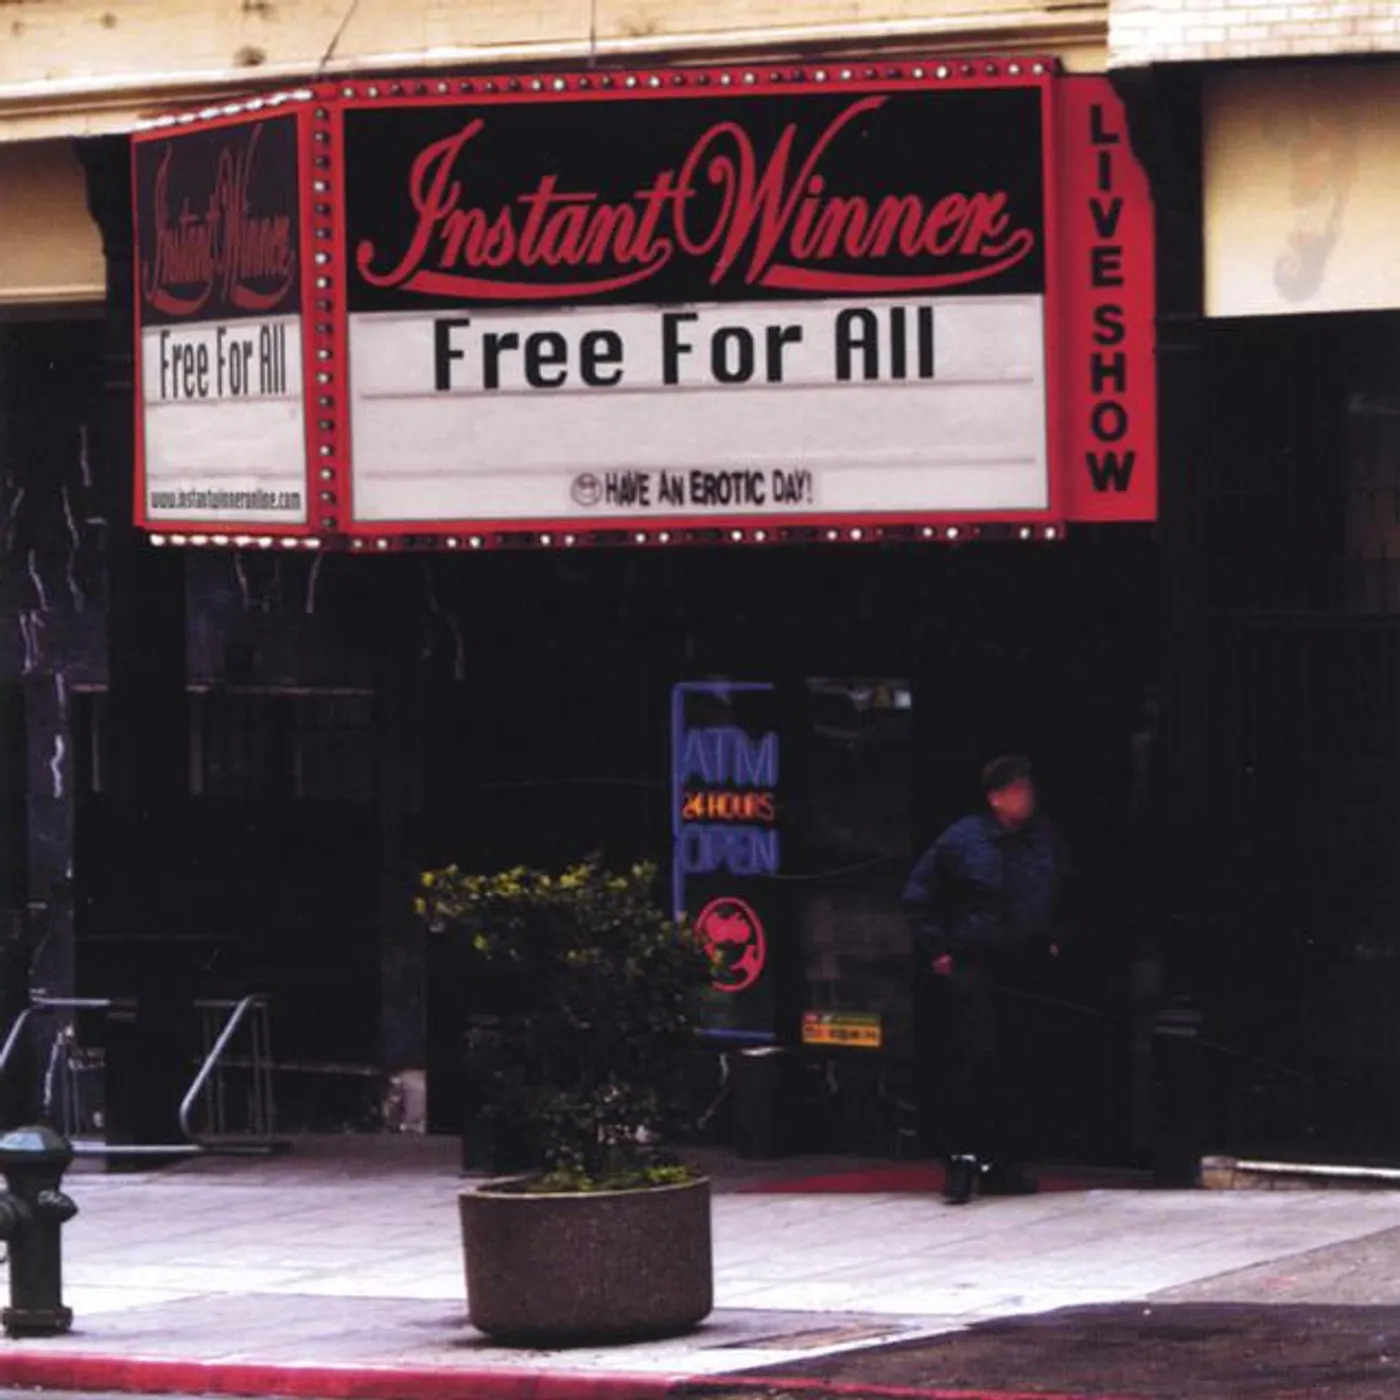 Instant Winner
Free For All
www.instantwinneronline.com
Instant Winner
Free For All
HAVE AN EROTIC DAY!
LIVE SHOW
ATM
24 HOURS
OPEN